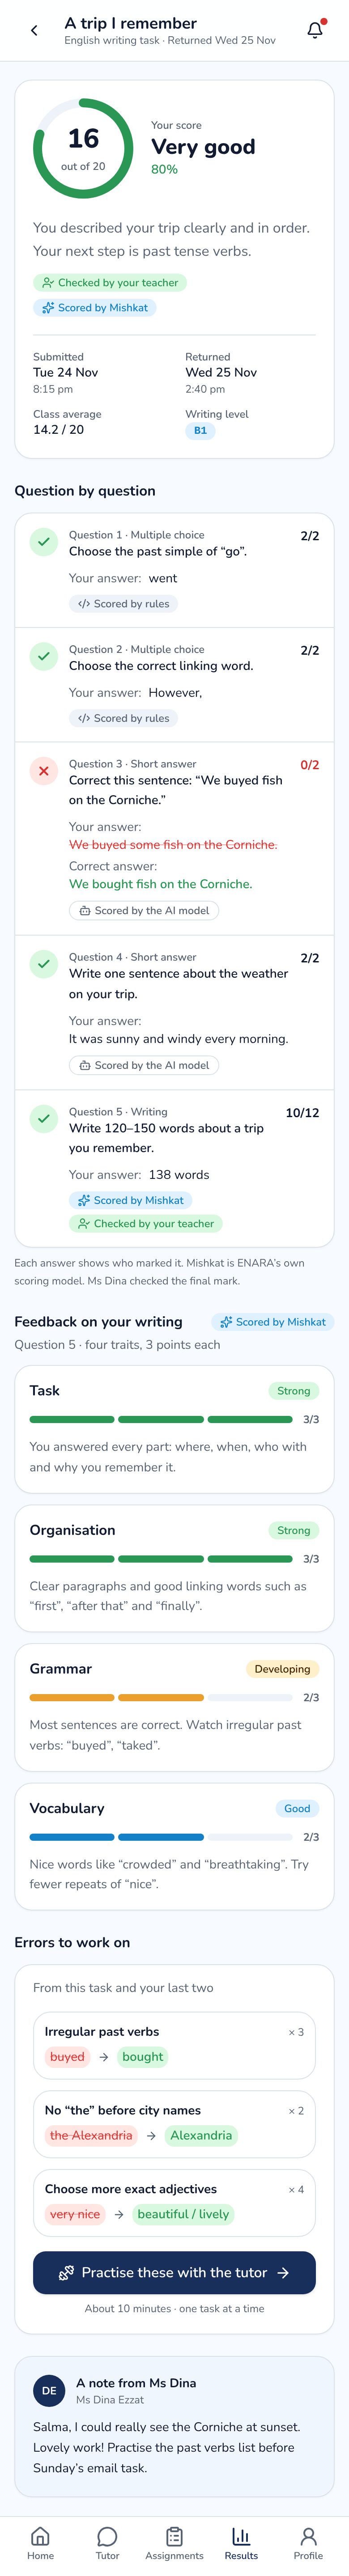 A trip I remember
English writing task · Returned Wed 25 Nov
16
out of 20
Your score
Very good
80%
You described your trip clearly and in order.
Your next step is past tense verbs.
Checked by your teacher
Scored by Mishkat
Submitted
Tue 24 Nov
8:15 pm
Returned
Wed 25 Nov
2:40 pm
Class average
14.2 / 20
Writing level
B1
Question by question
Question 1 · Multiple choice
2/2
Choose the past simple of “go”.
Your answer: went
Scored by rules
Question 2 · Multiple choice
2/2
Choose the correct linking word.
Your answer: However,
Scored by rules
Question 3 · Short answer
0/2
Correct this sentence: “We buyed fish
on the Corniche.”
Your answer:
We buyed some fish on the Corniche.
Correct answer:
We bought fish on the Corniche.
Scored by the AI model
Question 4 · Short answer
2/2
Write one sentence about the weather
on your trip.
Your answer:
It was sunny and windy every morning.
Scored by the AI model
Question 5 · Writing
10/12
Write 120–150 words about a trip
you remember.
Your answer: 138 words
Scored by Mishkat
Checked by your teacher
Each answer shows who marked it. Mishkat is ENARA’s own
scoring model. Ms Dina checked the final mark.
Feedback on your writing
Scored by Mishkat
Question 5 · four traits, 3 points each
Task
Strong
3/3
You answered every part: where, when, who with
and why you remember it.
Organisation
Strong
3/3
Clear paragraphs and good linking words such as
“first”, “after that” and “finally”.
Grammar
Developing
2/3
Most sentences are correct. Watch irregular past
verbs: “buyed”, “taked”.
Vocabulary
Good
2/3
Nice words like “crowded” and “breathtaking”. Try
fewer repeats of “nice”.
Errors to work on
From this task and your last two
Irregular past verbs
× 3
buyed → bought
No “the” before city names
× 2
the Alexandria → Alexandria
Choose more exact adjectives
× 4
very nice → beautiful / lively
Practise these with the tutor →
About 10 minutes · one task at a time
DE
A note from Ms Dina
Ms Dina Ezzat
Salma, I could really see the Corniche at sunset.
Lovely work! Practise the past verbs list before
Sunday’s email task.
Home
Tutor
Assignments
Results
Profile